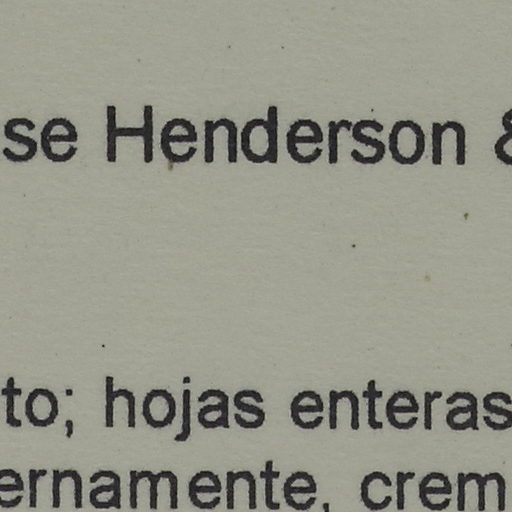 se Henderson &
to; hojas enteras
ernamente, crem